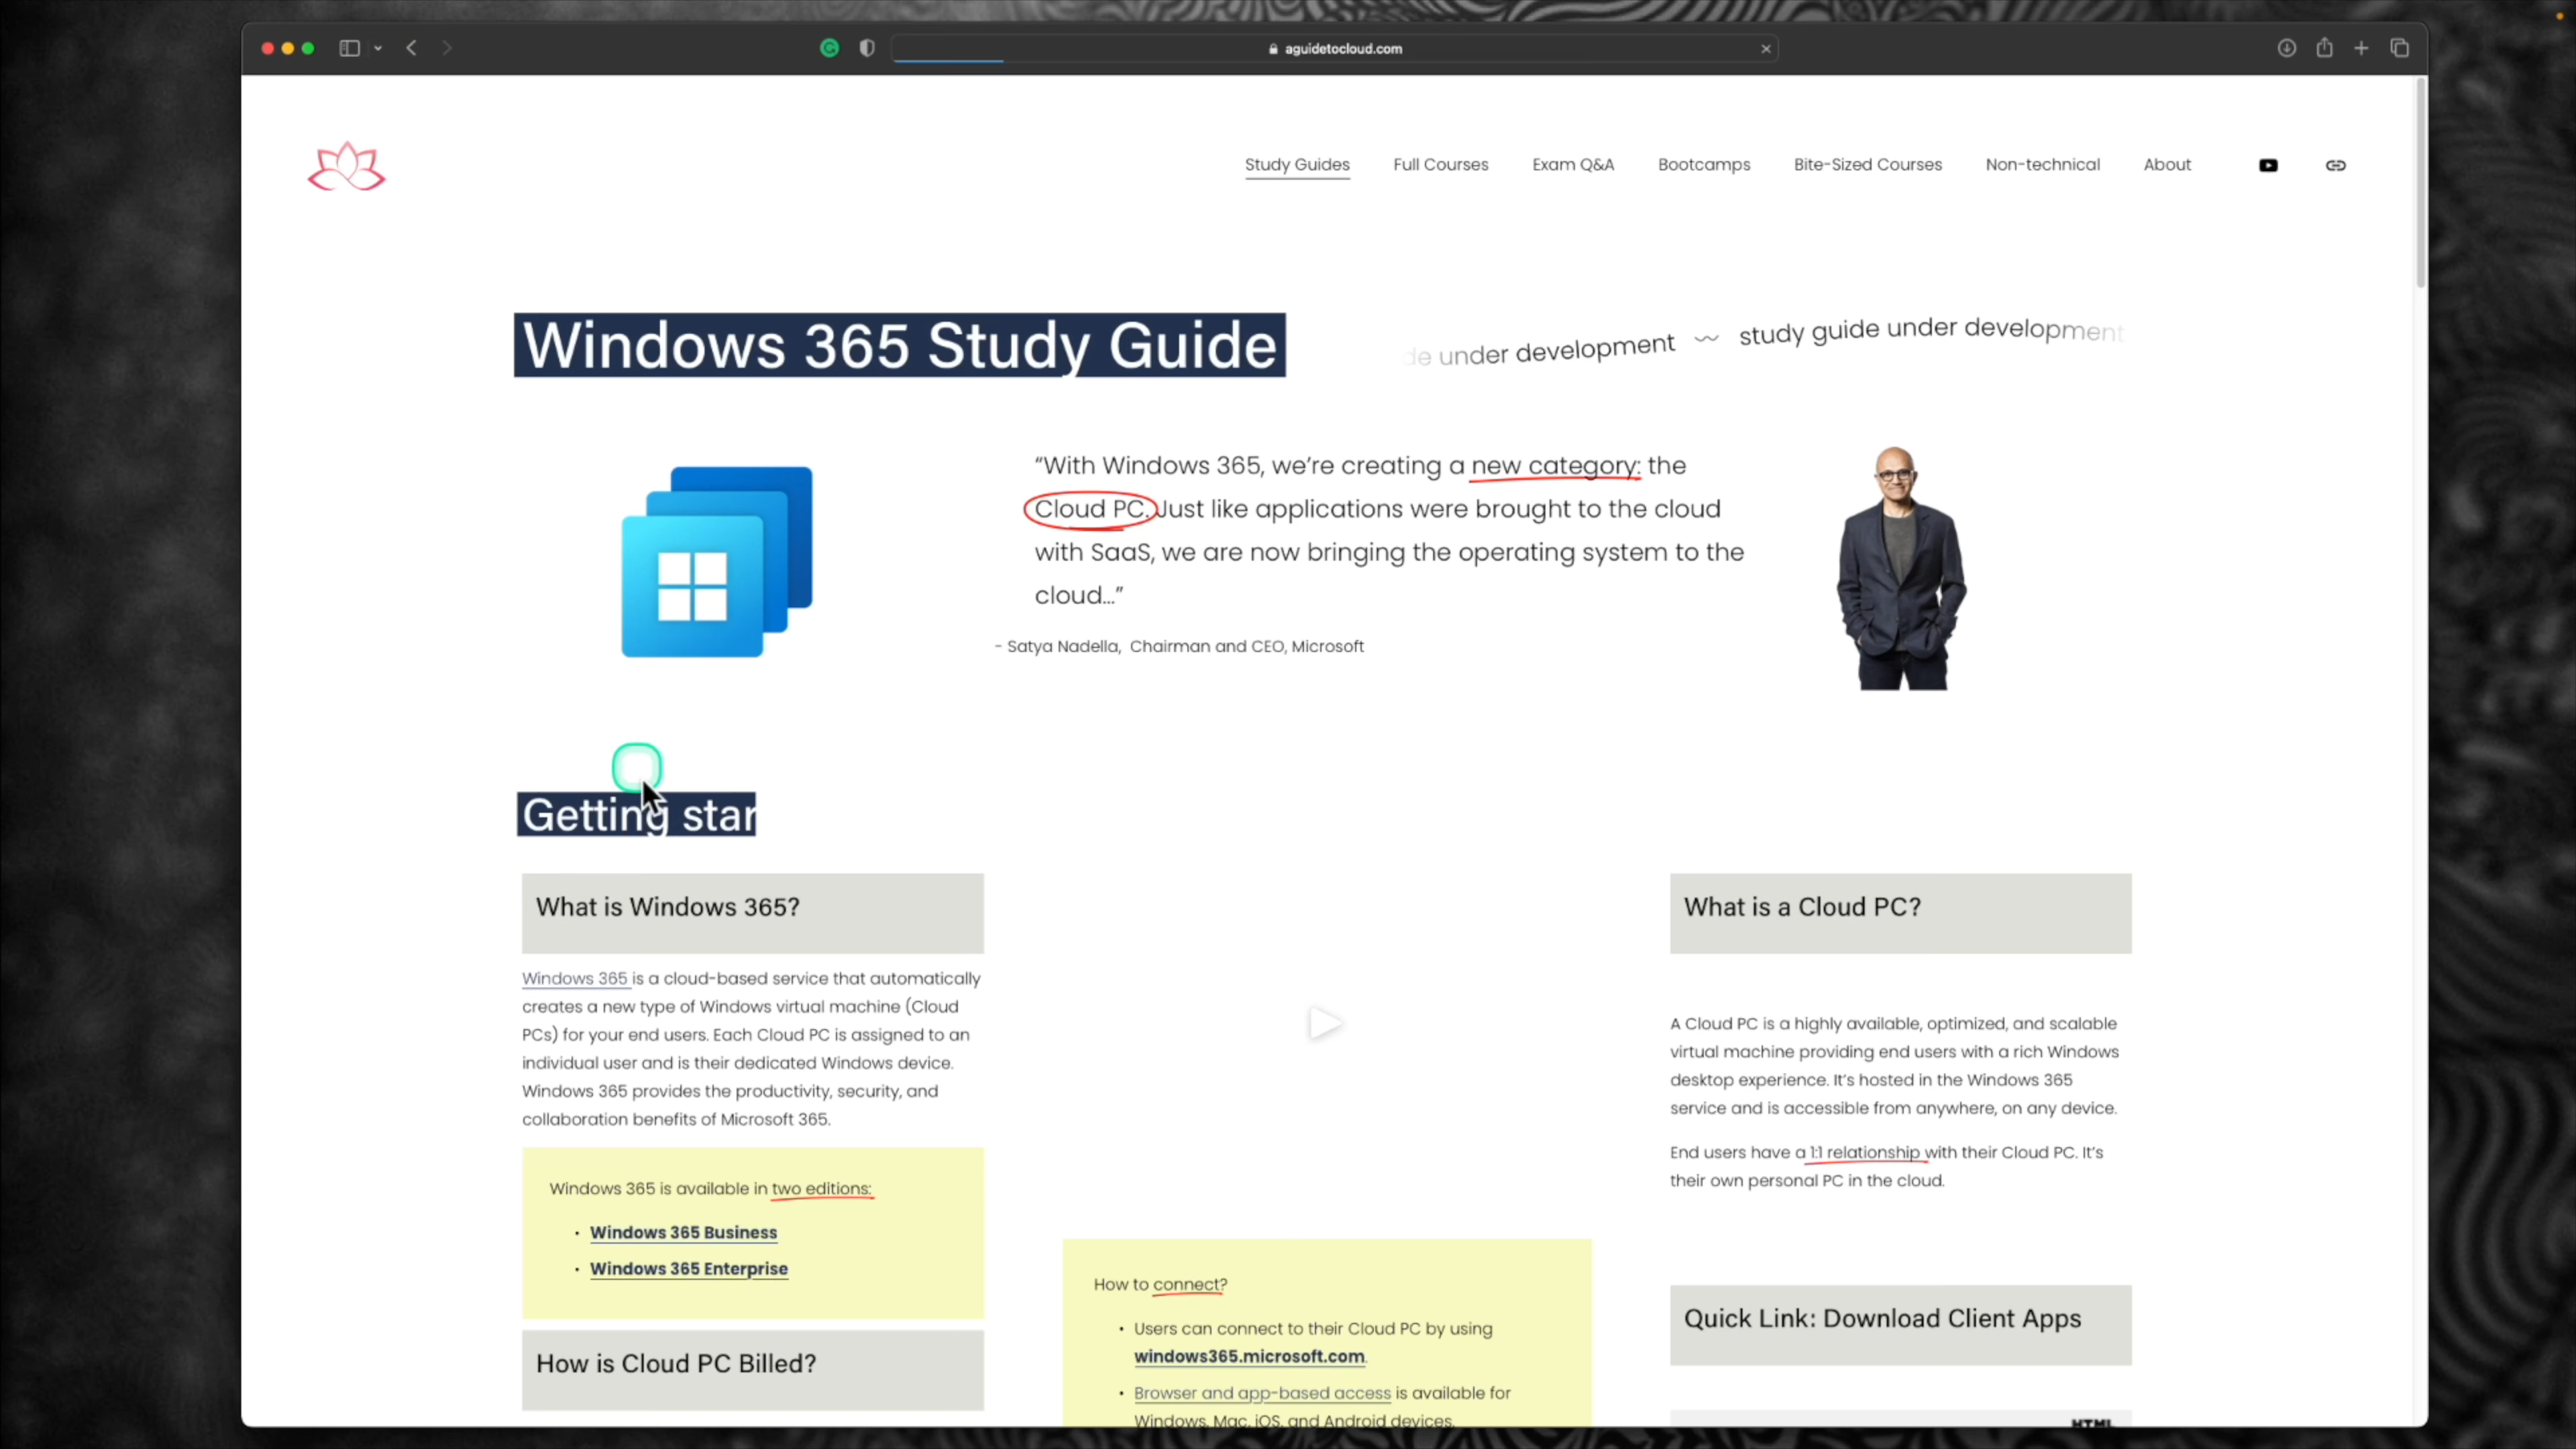 aguidetocloud.com
Study Guides Full Courses Exam Q&A Bootcamps Bite-Sized Courses Non-technical About
Windows 365 Study Guide
de under development study guide under development
“With Windows 365, we’re creating a new category: the
Cloud PC. Just like applications were brought to the cloud
with SaaS, we are now bringing the operating system to the
cloud...”
- Satya Nadella, Chairman and CEO, Microsoft
Getting star
What is Windows 365?
Windows 365 is a cloud-based service that automatically
creates a new type of Windows virtual machine (Cloud
PCs) for your end users. Each Cloud PC is assigned to an
individual user and is their dedicated Windows device.
Windows 365 provides the productivity, security, and
collaboration benefits of Microsoft 365.
Windows 365 is available in two editions:
• Windows 365 Business
• Windows 365 Enterprise
How is Cloud PC Billed?
How to connect?
• Users can connect to their Cloud PC by using
windows365.microsoft.com.
• Browser and app-based access is available for
Windows, Mac, iOS, and Android devices.
What is a Cloud PC?
A Cloud PC is a highly available, optimized, and scalable
virtual machine providing end users with a rich Windows
desktop experience. It’s hosted in the Windows 365
service and is accessible from anywhere, on any device.
End users have a 1:1 relationship with their Cloud PC. It’s
their own personal PC in the cloud.
Quick Link: Download Client Apps
HTML